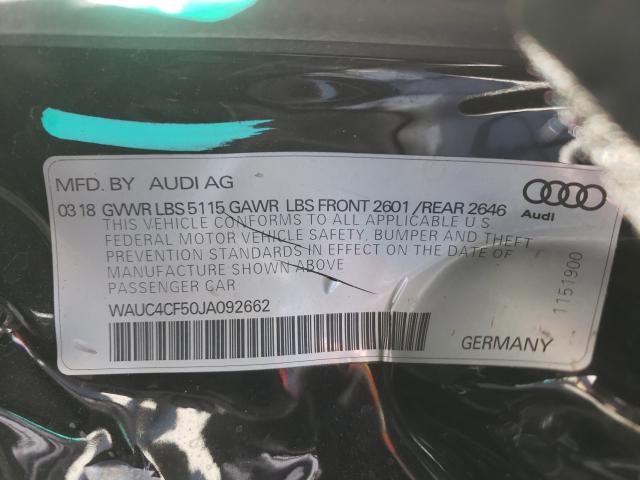 MFD. BY AUDI AG
03 18 GVWR LBS 5115 GAWR LBS FRONT 2601 /REAR 2646
THIS VEHICLE CONFORMS TO ALL APPLICABLE U S
FEDERAL MOTOR VEHICLE SAFETY, BUMPER AND THEFT
PREVENTION STANDARDS IN EFFECT ON THE DATE OF
MANUFACTURE SHOWN ABOVE
PASSENGER CAR
WAUC4CF50JA092662
GERMANY
Audi
1151900